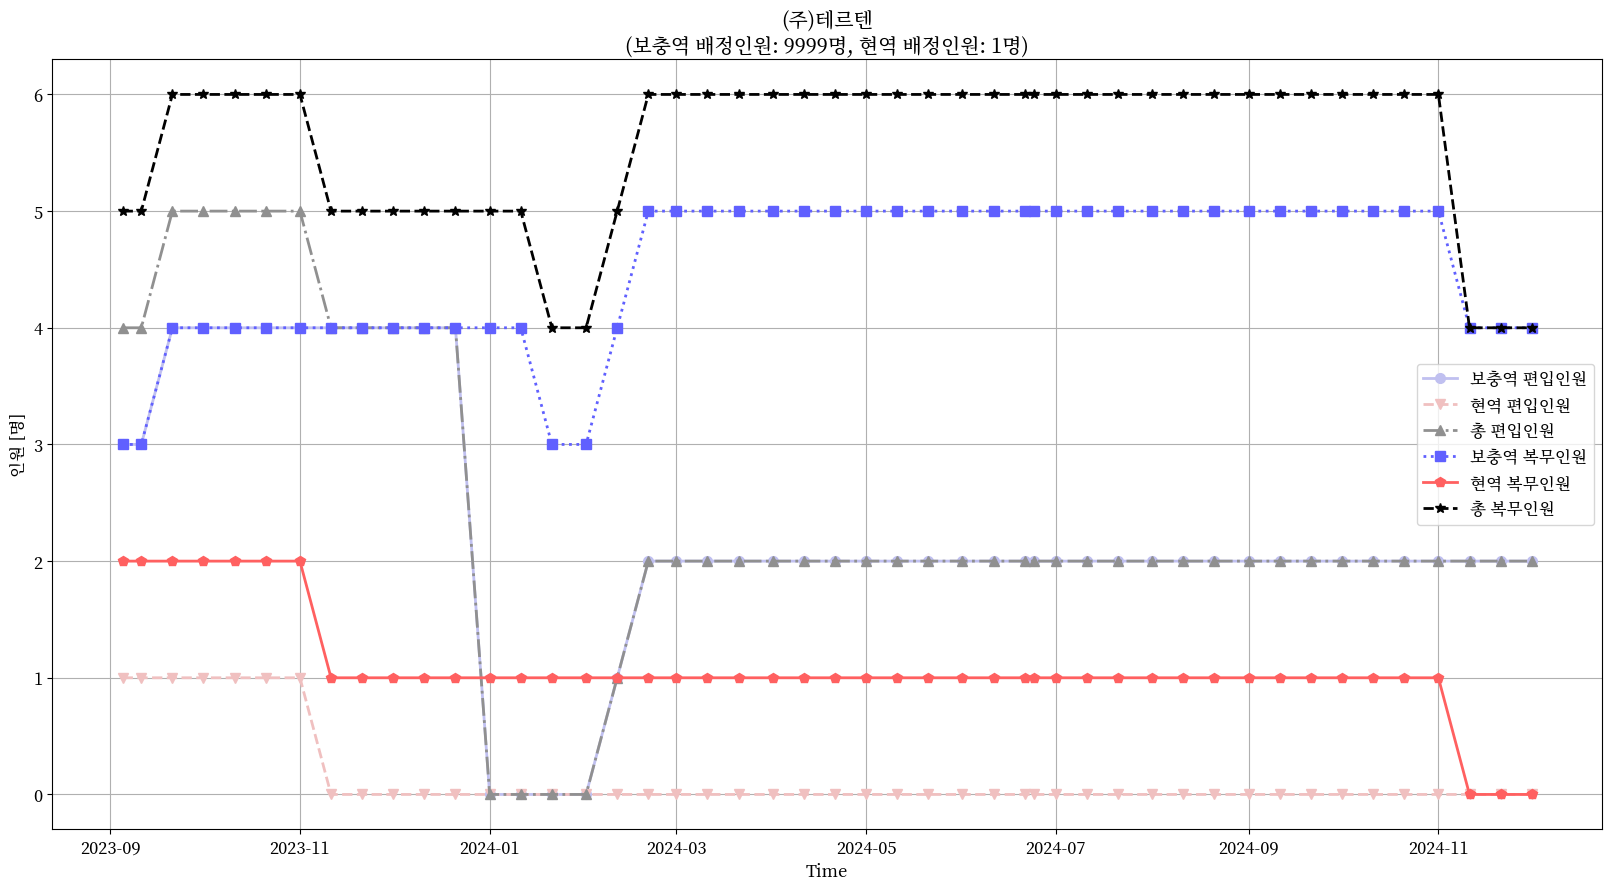 (주)테르텐
(보충역 배정인원: 9999명, 현역 배정인원: 1명)
인원 [명]
6
5
4
3
2
1
0
보충역 편입인원
현역 편입인원
총 편입인원
보충역 복무인원
현역 복무인원
총 복무인원
2023-09
2023-11
2024-01
2024-03
2024-05
2024-07
2024-09
2024-11
Time